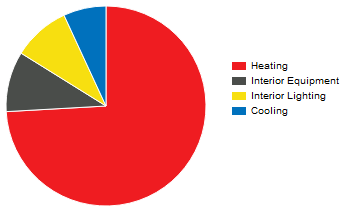 Heating
Interior Equipment
Interior Lighting
Cooling